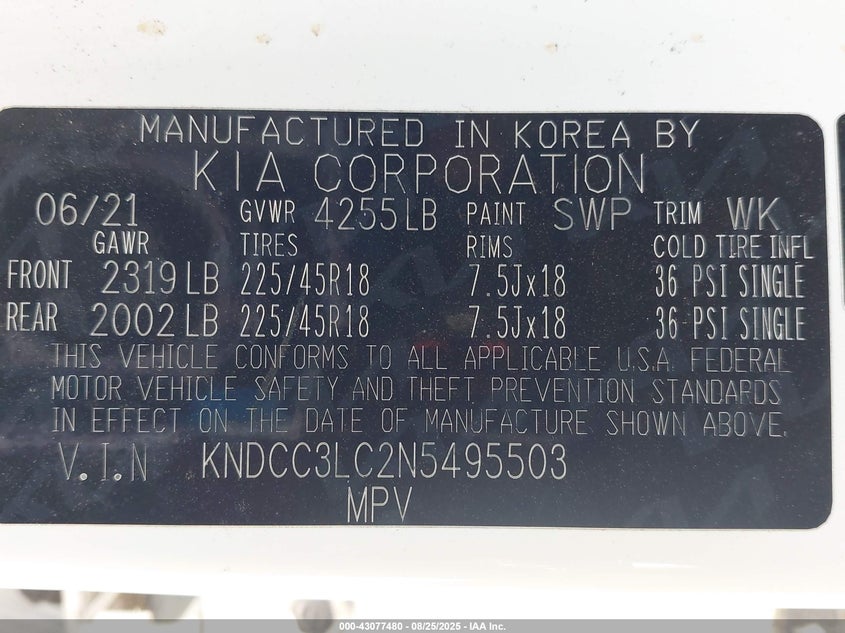 MANUFACTURED IN KOREA BY
KIA CORPORATION
06/21 GVWR 4255LB PAINT SWP TRIM WK
GAWR TIRES RIMS COLD TIRE INFL
FRONT 2319LB 225/45R18 7.5Jx18 36 PSI SINGLE
REAR 2002LB 225/45R18 7.5Jx18 36 PSI SINGLE
THIS VEHICLE CONFORMS TO ALL APPLICABLE U.S.A. FEDERAL
MOTOR VEHICLE SAFETY AND THEFT PREVENTION STANDARDS
IN EFFECT ON THE DATE OF MANUFACTURE SHOWN ABOVE.
V.I.N KNDCC3LC2N5495503
MPV
000-43077480 - 08/25/2025 - IAA Inc.